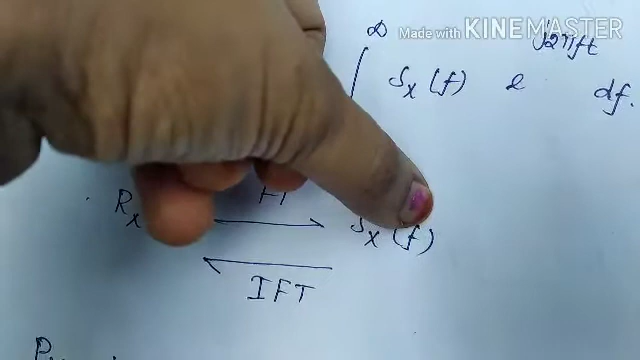 ∞ Made with KINEMASTER j2πft
∫ Sx(f) e df.
Rx FT Sx(f)
IFT